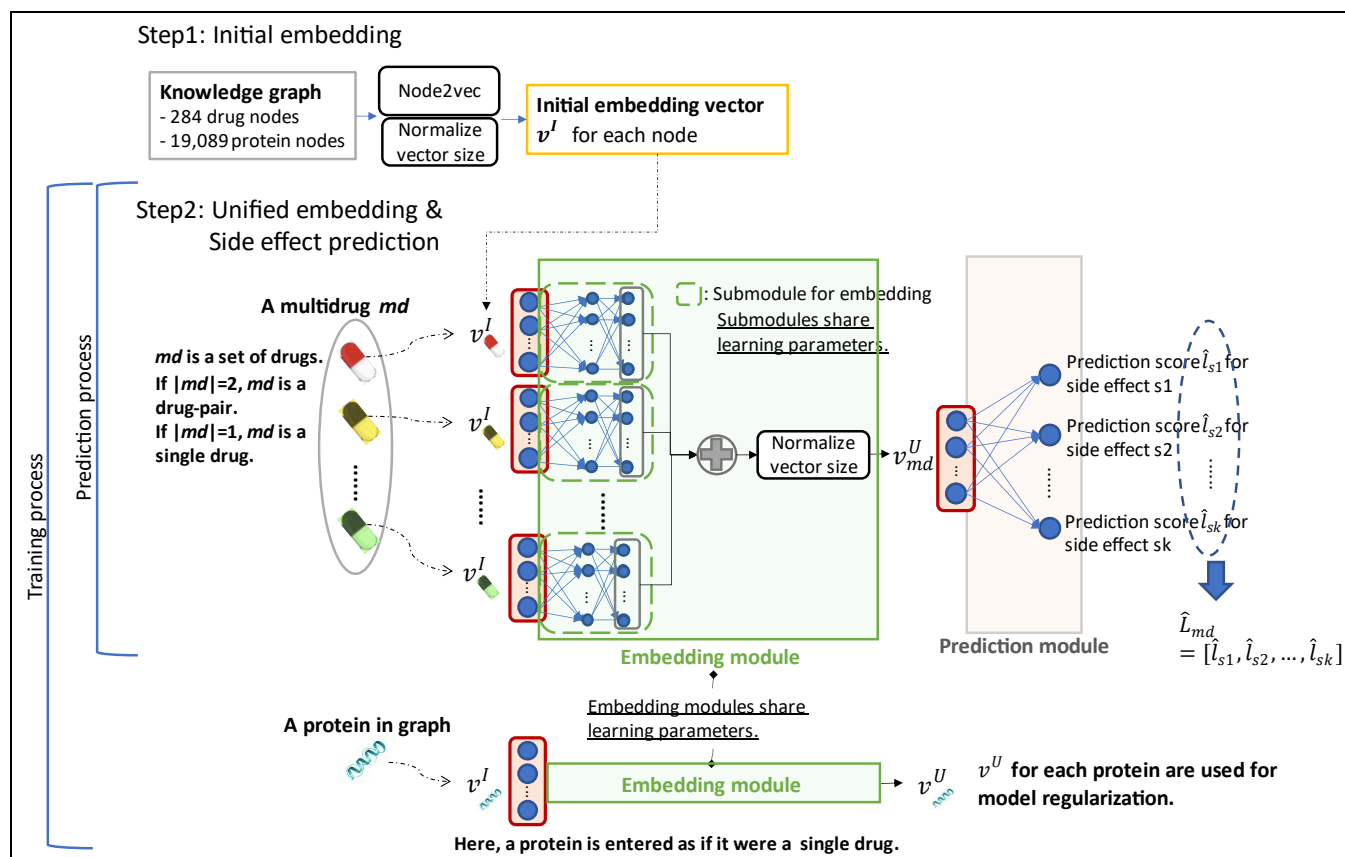 Step1: Initial embedding
Knowledge graph
- 284 drug nodes
- 19,089 protein nodes
Node2vec
Normalize
vector size
Initial embedding vector
v^I for each node
Training process
Prediction process
Step2: Unified embedding &
Side effect prediction
A multidrug md
md is a set of drugs.
If |md|=2, md is a
drug-pair.
If |md|=1, md is a
single drug.
......
v^I
v^I
......
v^I
: Submodule for embedding
Submodules share
learning parameters.
......
Normalize
vector size
v^U_md
Embedding module
Prediction score l̂_s1 for
side effect s1
Prediction score l̂_s2 for
side effect s2
......
Prediction score l̂_sk for
side effect sk
Prediction module
L̂_md
= [l̂_s1, l̂_s2, ..., l̂_sk]
Embedding modules share
learning parameters.
A protein in graph
v^I
Embedding module
v^U
v^U for each protein are used for
model regularization.
Here, a protein is entered as if it were a single drug.